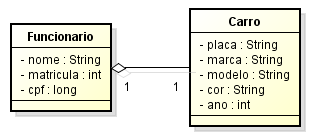 Funcionario
- nome : String
- matricula : int
- cpf : long
1
1
Carro
- placa : String
- marca : String
- modelo : String
- cor : String
- ano : int